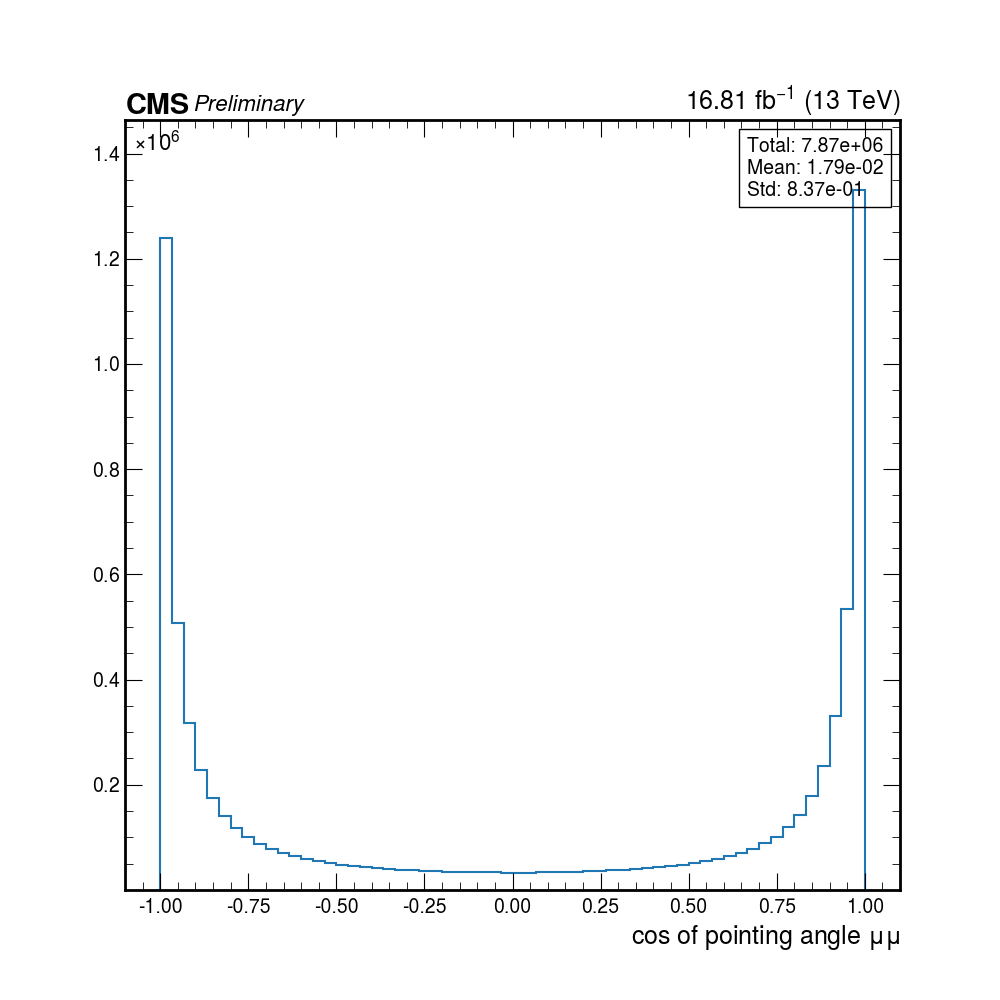 CMS Preliminary
16.81 fb⁻¹ (13 TeV)
×10⁶
Total: 7.87e+06
Mean: 1.79e-02
Std: 8.37e-01
1.4
1.2
1.0
0.8
0.6
0.4
0.2
-1.00 -0.75 -0.50 -0.25 0.00 0.25 0.50 0.75 1.00
cos of pointing angle µµ